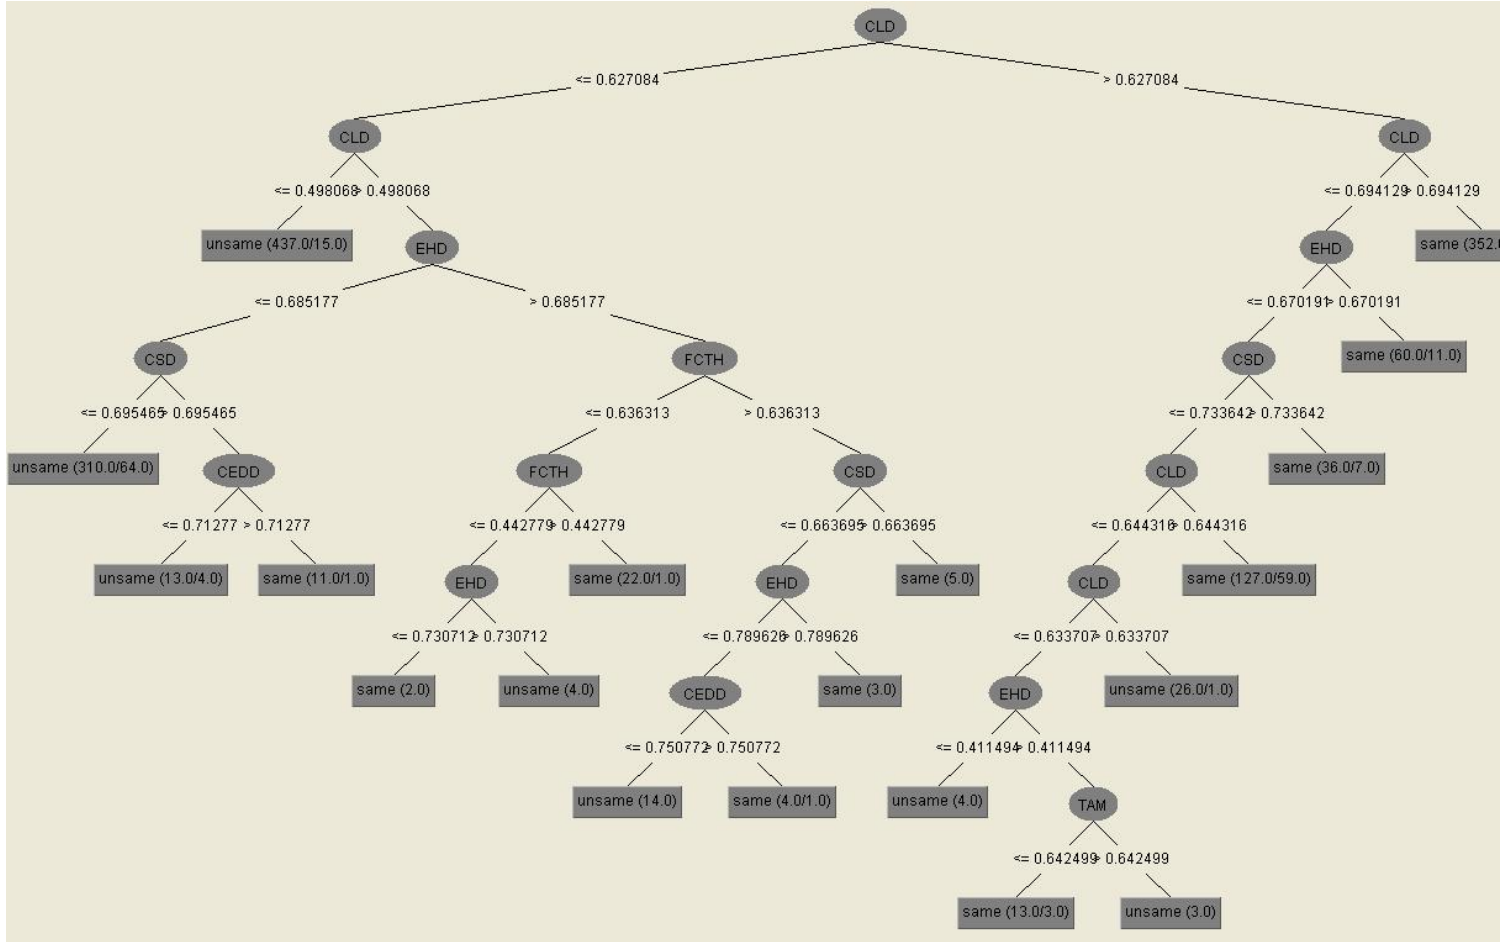 CLD
<= 0.627084 > 0.627084
CLD CLD
<= 0.498068 > 0.498068 <= 0.694129 > 0.694129
unsame (437.0/15.0) EHD EHD same (352.
<= 0.685177 > 0.685177 <= 0.670191 > 0.670191
CSD FCTH CSD same (60.0/11.0)
<= 0.695465 > 0.695465 <= 0.636313 > 0.636313 <= 0.733642 > 0.733642
unsame (310.0/64.0) CEDD FCTH CSD CLD same (36.0/7.0)
<= 0.71277 > 0.71277 <= 0.442779 > 0.442779 <= 0.663695 > 0.663695 <= 0.644316 > 0.644316
unsame (13.0/4.0) same (11.0/1.0) EHD same (22.0/1.0) EHD same (5.0) CLD same (127.0/59.0)
<= 0.730712 > 0.730712 <= 0.789626 > 0.789626 <= 0.633707 > 0.633707
same (2.0) unsame (4.0) CEDD same (3.0) EHD unsame (26.0/1.0)
<= 0.750772 > 0.750772 <= 0.411494 > 0.411494
unsame (14.0) same (4.0/1.0) unsame (4.0) TAM
<= 0.642499 > 0.642499
same (13.0/3.0) unsame (3.0)